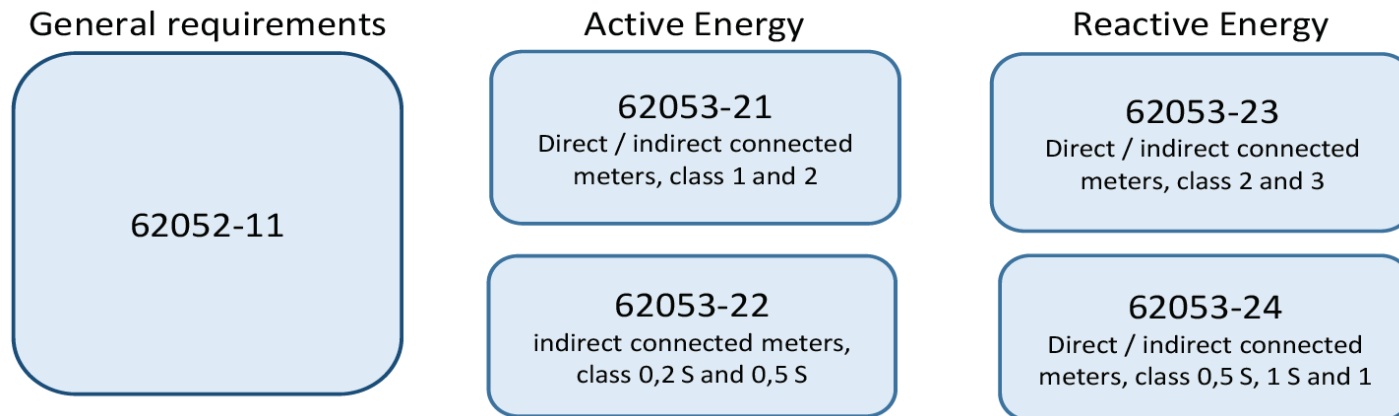 General requirements
62052-11
Active Energy
62053-21
Direct / indirect connected
meters, class 1 and 2
62053-22
indirect connected meters,
class 0,2 S and 0,5 S
Reactive Energy
62053-23
Direct / indirect connected
meters, class 2 and 3
62053-24
Direct / indirect connected
meters, class 0,5 S, 1 S and 1